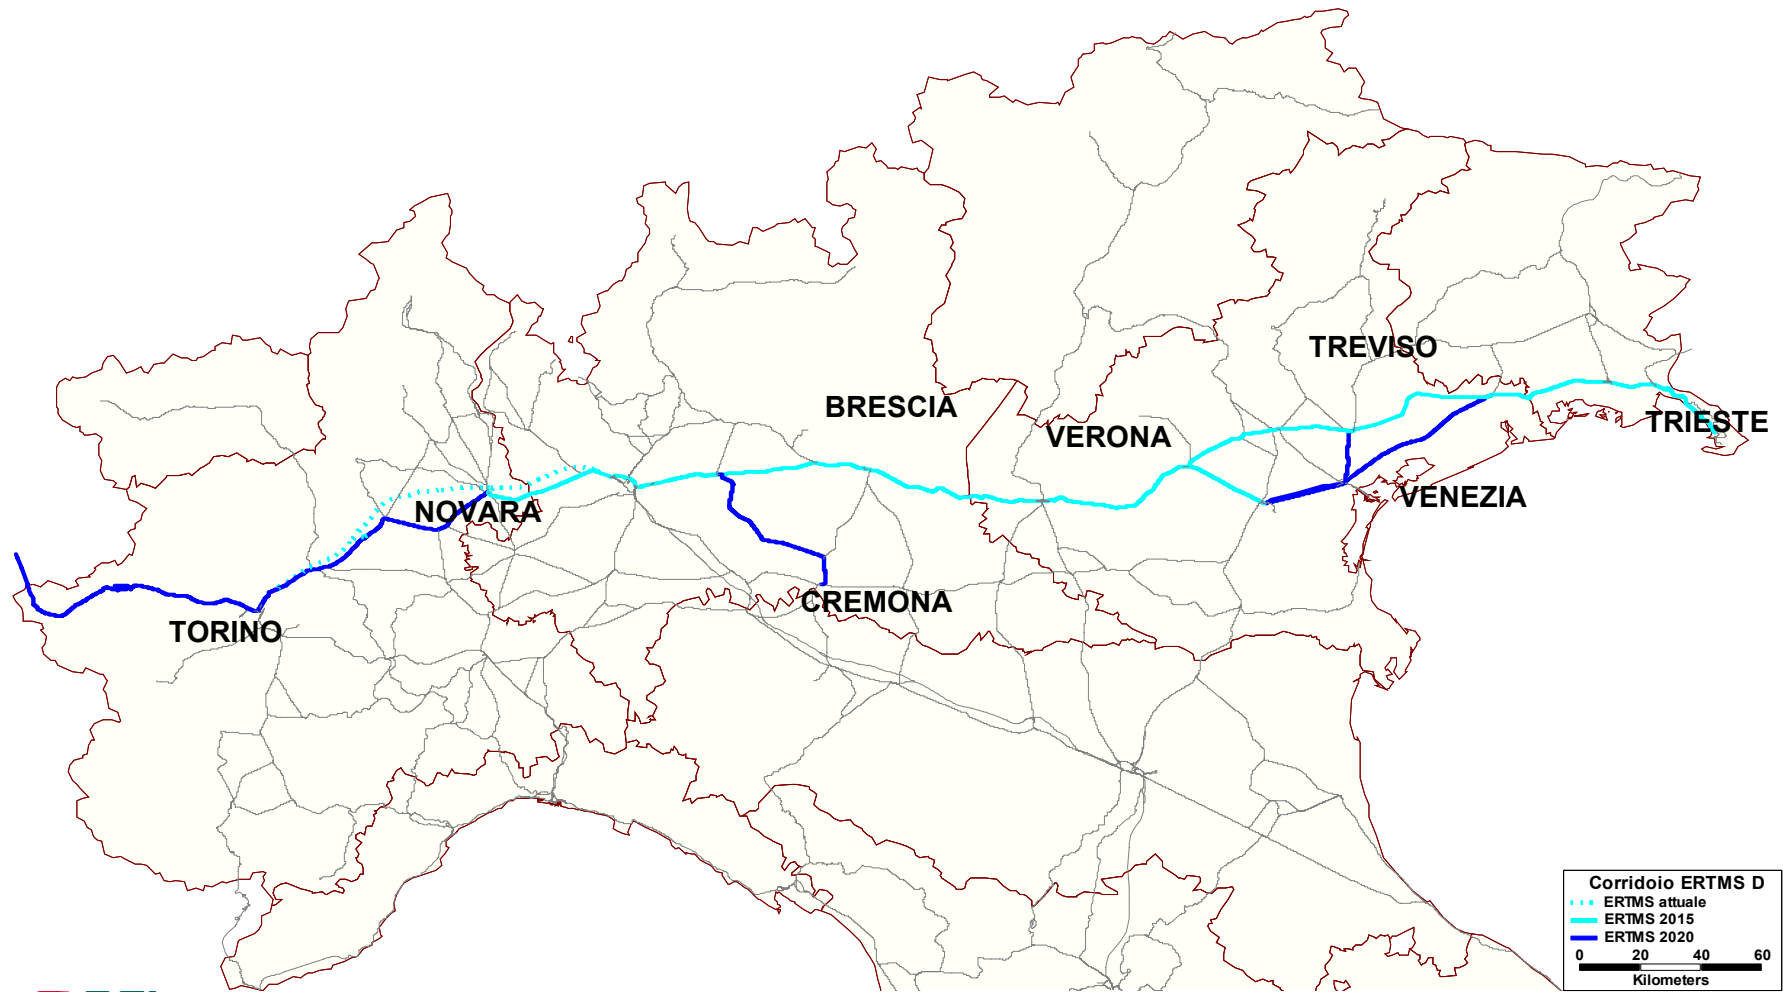 TREVISO
BRESCIA
VERONA
TRIESTE
NOVARA
VENEZIA
CREMONA
TORINO
Corridoio ERTMS D
ERTMS attuale
ERTMS 2015
ERTMS 2020
0 20 40 60
Kilometers